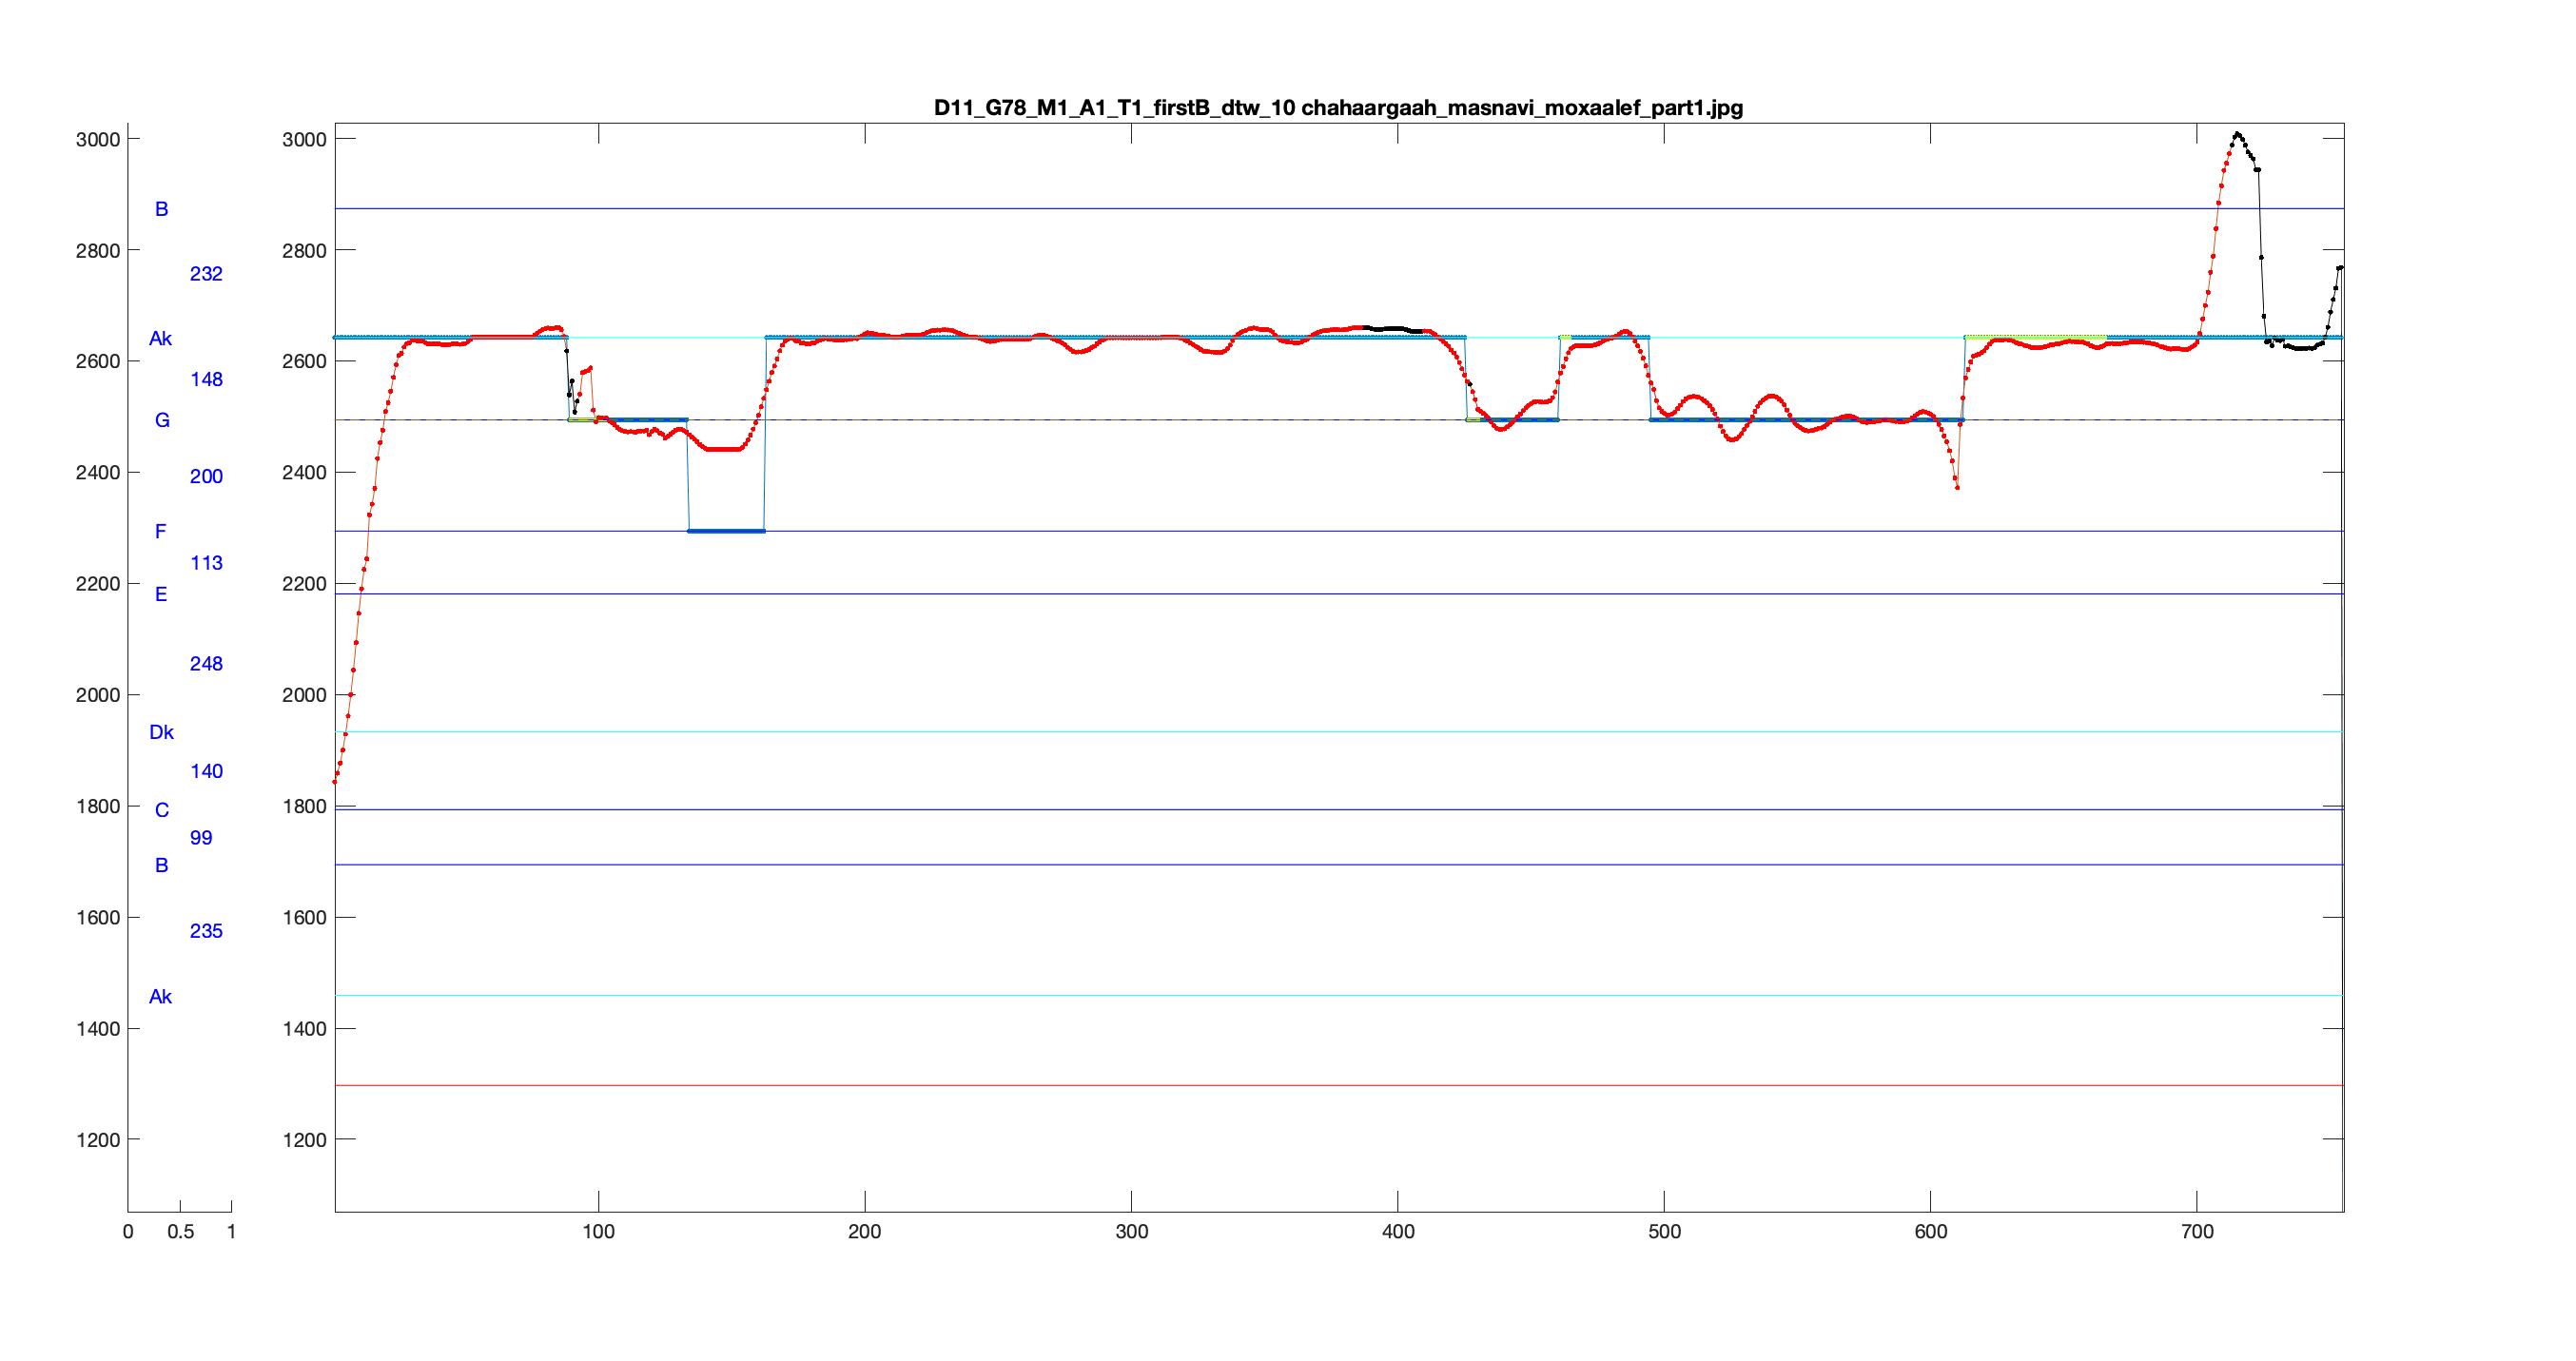 D11_G78_M1_A1_T1_firstB_dtw_10 chahaargaah_masnavi_moxaalef_part1.jpg
3000 3000
B
2800 2800
232
Ak
2600 2600
148
G
200
2400 2400
F
113
2200 2200
E
248
2000 2000
Dk
140
1800 1800
C
99
B
1600 1600
235
Ak
1400 1400
1200 1200
0 0.5 1 100 200 300 400 500 600 700